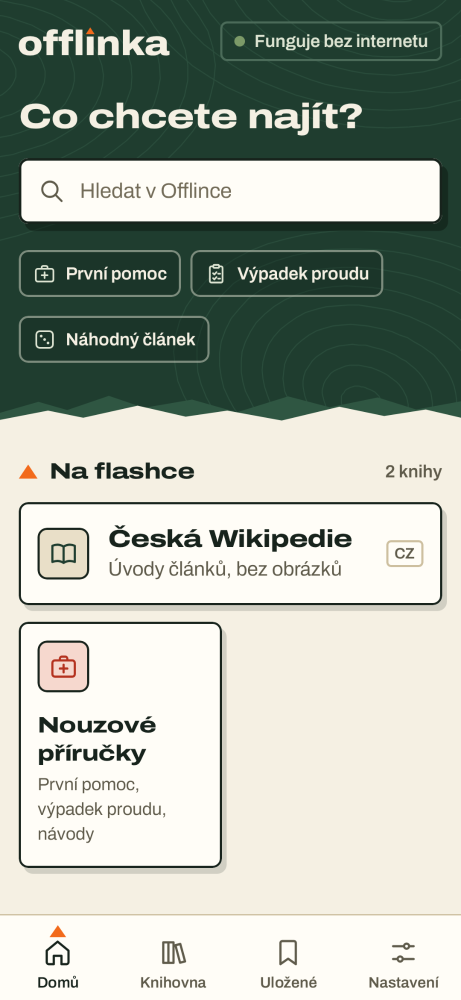 offlinka
Funguje bez internetu
Co chcete najít?
Hledat v Offlince
První pomoc
Výpadek proudu
Náhodný článek
Na flashce
2 knihy
Česká Wikipedie
Úvody článků, bez obrázků
CZ
Nouzové
příručky
První pomoc,
výpadek proudu,
návody
Domů
Knihovna
Uložené
Nastavení